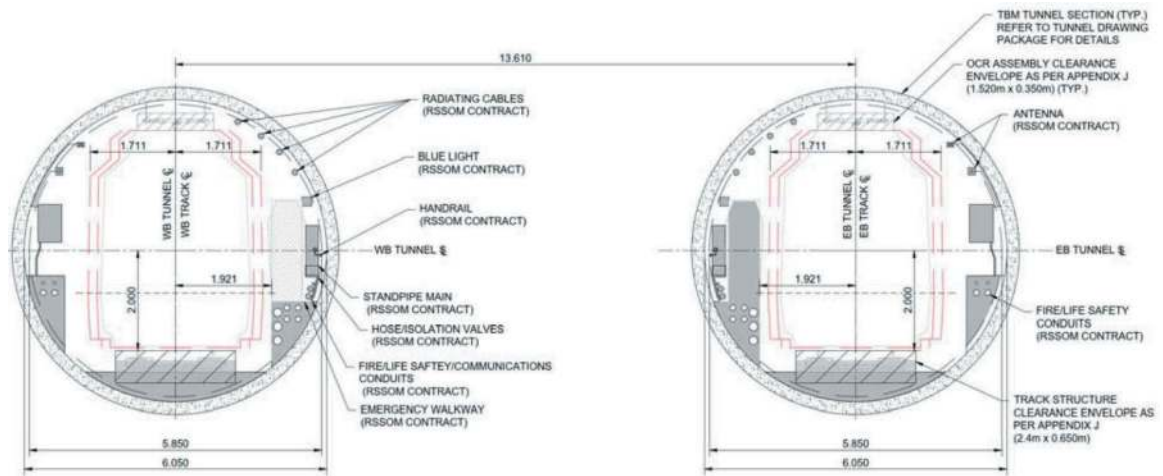 TBM TUNNEL SECTION (TYP.)
REFER TO TUNNEL DRAWING
PACKAGE FOR DETAILS
13.610
OCR ASSEMBLY CLEARANCE
ENVELOPE AS PER APPENDIX J
(1.520m x 0.350m) (TYP.)
RADIATING CABLES
(RSSOM CONTRACT)
ANTENNA
(RSSOM CONTRACT)
1.711
1.711
1.711
1.711
BLUE LIGHT
(RSSOM CONTRACT)
WB TUNNEL ℄
WB TRACK ℄
EB TUNNEL ℄
EB TRACK ℄
HANDRAIL
(RSSOM CONTRACT)
WB TUNNEL ℄
EB TUNNEL ℄
1.921
1.921
2.000
2.000
STANDPIPE MAIN
(RSSOM CONTRACT)
FIRE/LIFE SAFETY
CONDUITS
(RSSOM CONTRACT)
HOSE/ISOLATION VALVES
(RSSOM CONTRACT)
FIRE/LIFE SAFTEY/COMMUNICATIONS
CONDUITS
(RSSOM CONTRACT)
EMERGENCY WALKWAY
(RSSOM CONTRACT)
TRACK STRUCTURE
CLEARANCE ENVELOPE AS
PER APPENDIX J
(2.4m x 0.650m)
5.850
5.850
6.050
6.050